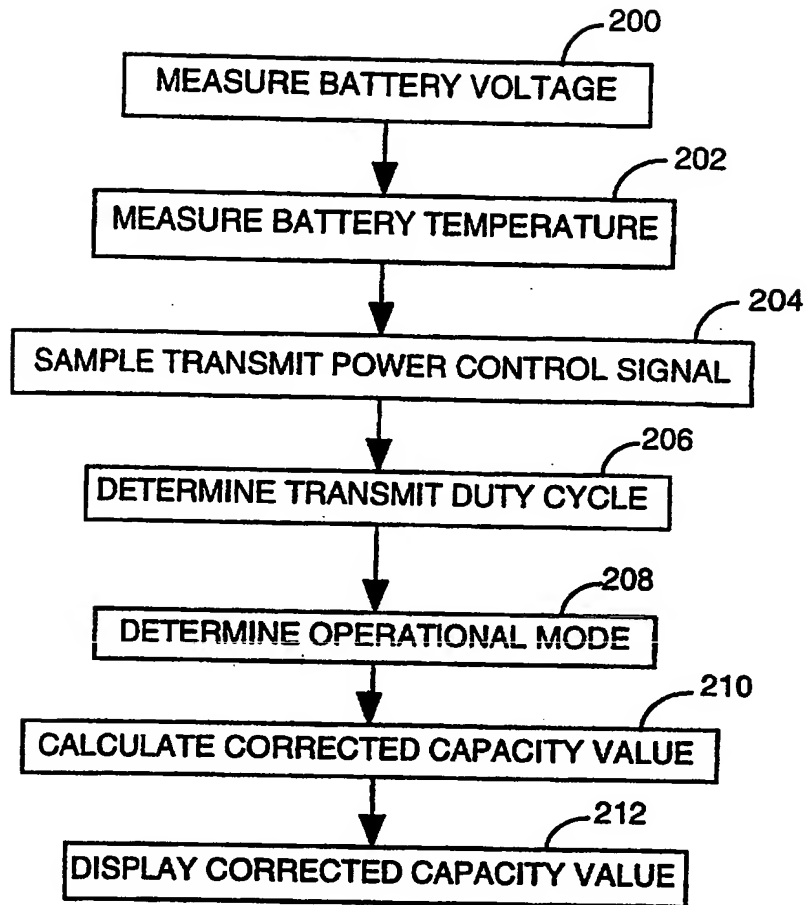 200
MEASURE BATTERY VOLTAGE
202
MEASURE BATTERY TEMPERATURE
204
SAMPLE TRANSMIT POWER CONTROL SIGNAL
206
DETERMINE TRANSMIT DUTY CYCLE
208
DETERMINE OPERATIONAL MODE
210
CALCULATE CORRECTED CAPACITY VALUE
212
DISPLAY CORRECTED CAPACITY VALUE